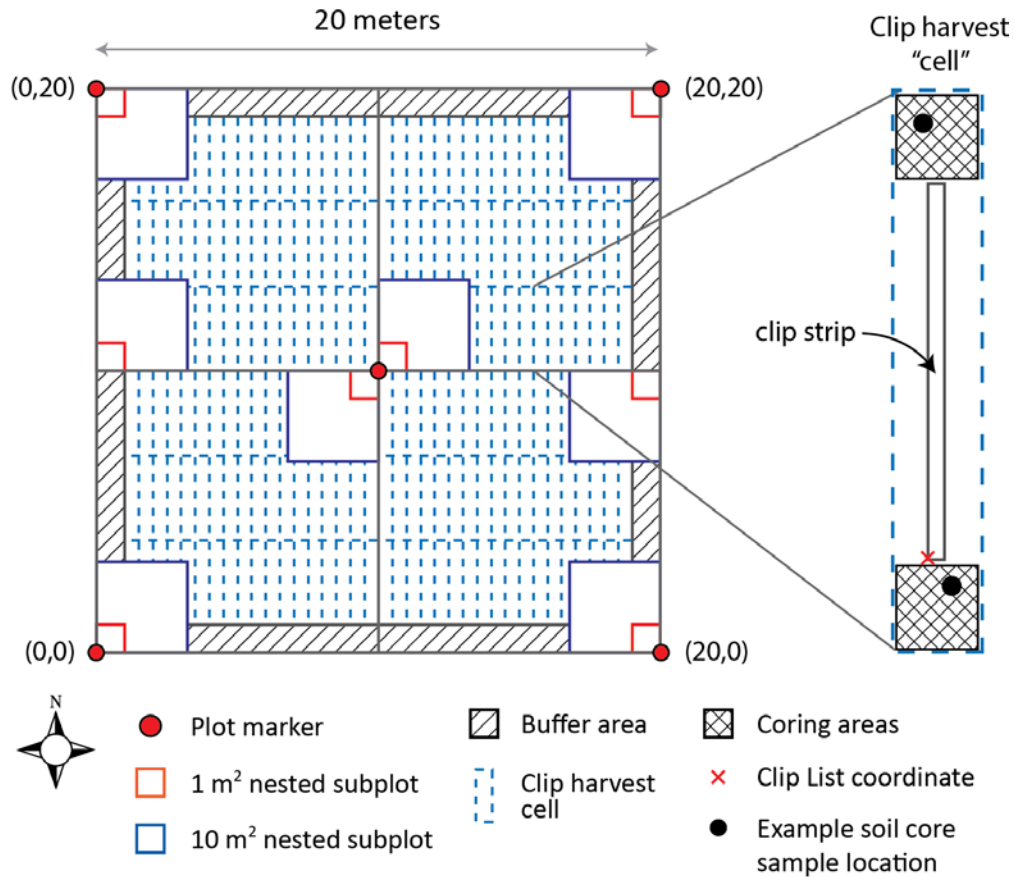 20 meters
Clip harvest
“cell”
(0,20)
(20,20)
clip strip
(0,0)
(20,0)
N
Plot marker
1 m² nested subplot
10 m² nested subplot
Buffer area
Clip harvest
cell
Coring areas
Clip List coordinate
Example soil core
sample location